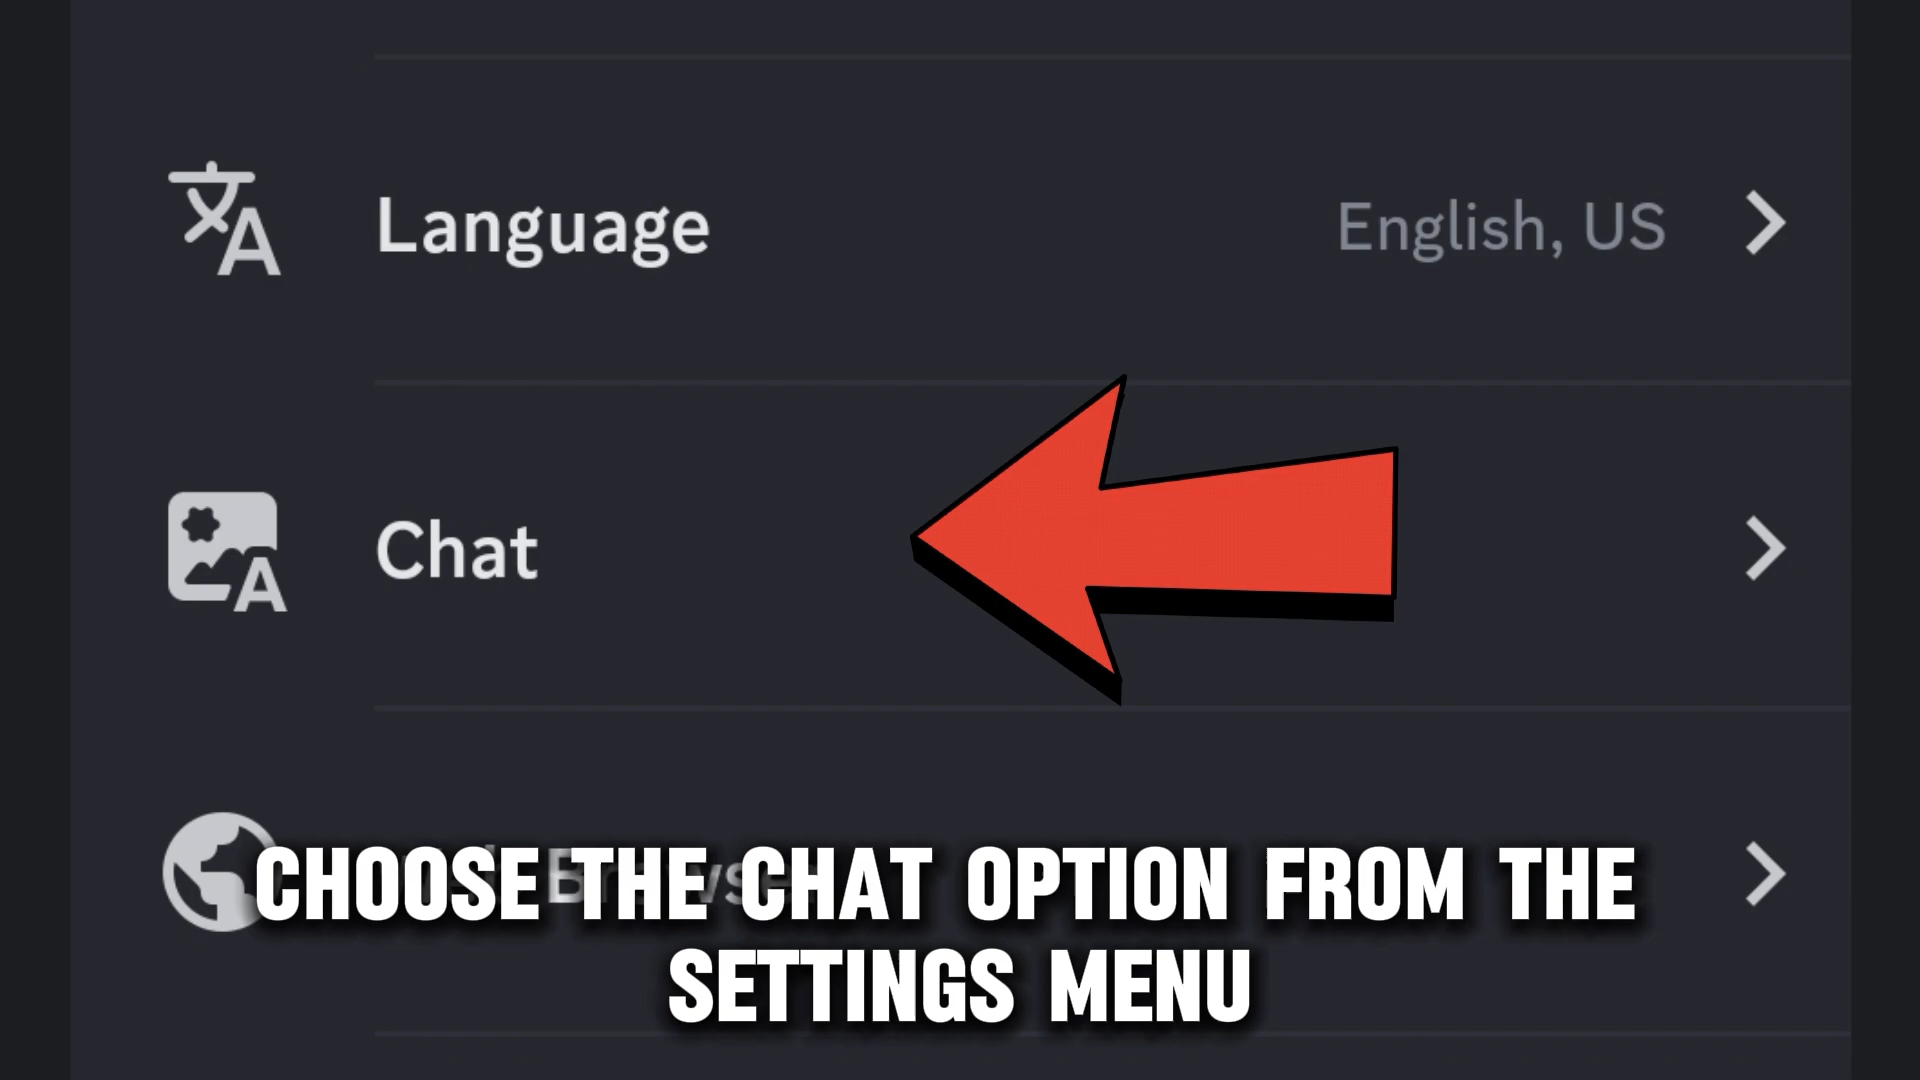 Language
English, US
Chat
CHOOSE THE CHAT OPTION FROM THE
SETTINGS MENU